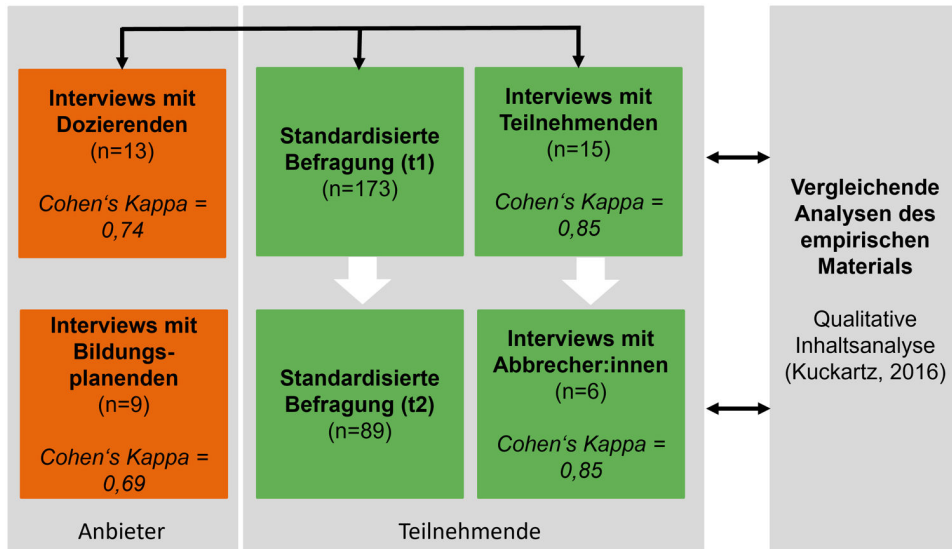 Interviews mit
Dozierenden
(n=13)
Cohen‘s Kappa =
0,74
Standardisierte
Befragung (t1)
(n=173)
Interviews mit
Teilnehmenden
(n=15)
Cohen‘s Kappa =
0,85
Interviews mit
Bildungs-
planenden
(n=9)
Cohen‘s Kappa =
0,69
Standardisierte
Befragung (t2)
(n=89)
Interviews mit
Abbrecher:innen
(n=6)
Cohen‘s Kappa =
0,85
Anbieter
Teilnehmende
Vergleichende
Analysen des
empirischen
Materials
Qualitative
Inhaltsanalyse
(Kuckartz, 2016)